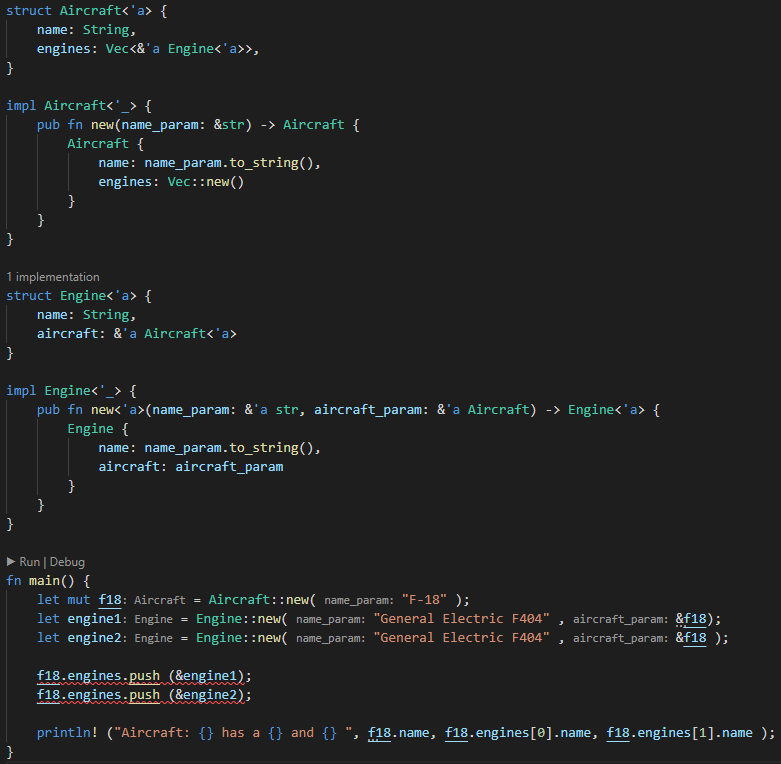 struct Aircraft<'a> {
    name: String,
    engines: Vec<&'a Engine<'a>>,
}
impl Aircraft<'_> {
    pub fn new(name_param: &str) -> Aircraft {
        Aircraft {
            name: name_param.to_string(),
            engines: Vec::new()
        }
    }
}
1 implementation
struct Engine<'a> {
    name: String,
    aircraft: &'a Aircraft<'a>
}
impl Engine<'_> {
    pub fn new<'a>(name_param: &'a str, aircraft_param: &'a Aircraft) -> Engine<'a> {
        Engine {
            name: name_param.to_string(),
            aircraft: aircraft_param
        }
    }
}
▶ Run | Debug
fn main() {
    let mut f18: Aircraft = Aircraft::new( name_param: "F-18" );
    let engine1: Engine = Engine::new( name_param: "General Electric F404" , aircraft_param: &f18);
    let engine2: Engine = Engine::new( name_param: "General Electric F404" , aircraft_param: &f18 );
    f18.engines.push (&engine1);
    f18.engines.push (&engine2);
    println! ("Aircraft: {} has a {} and {} ", f18.name, f18.engines[0].name, f18.engines[1].name );
}